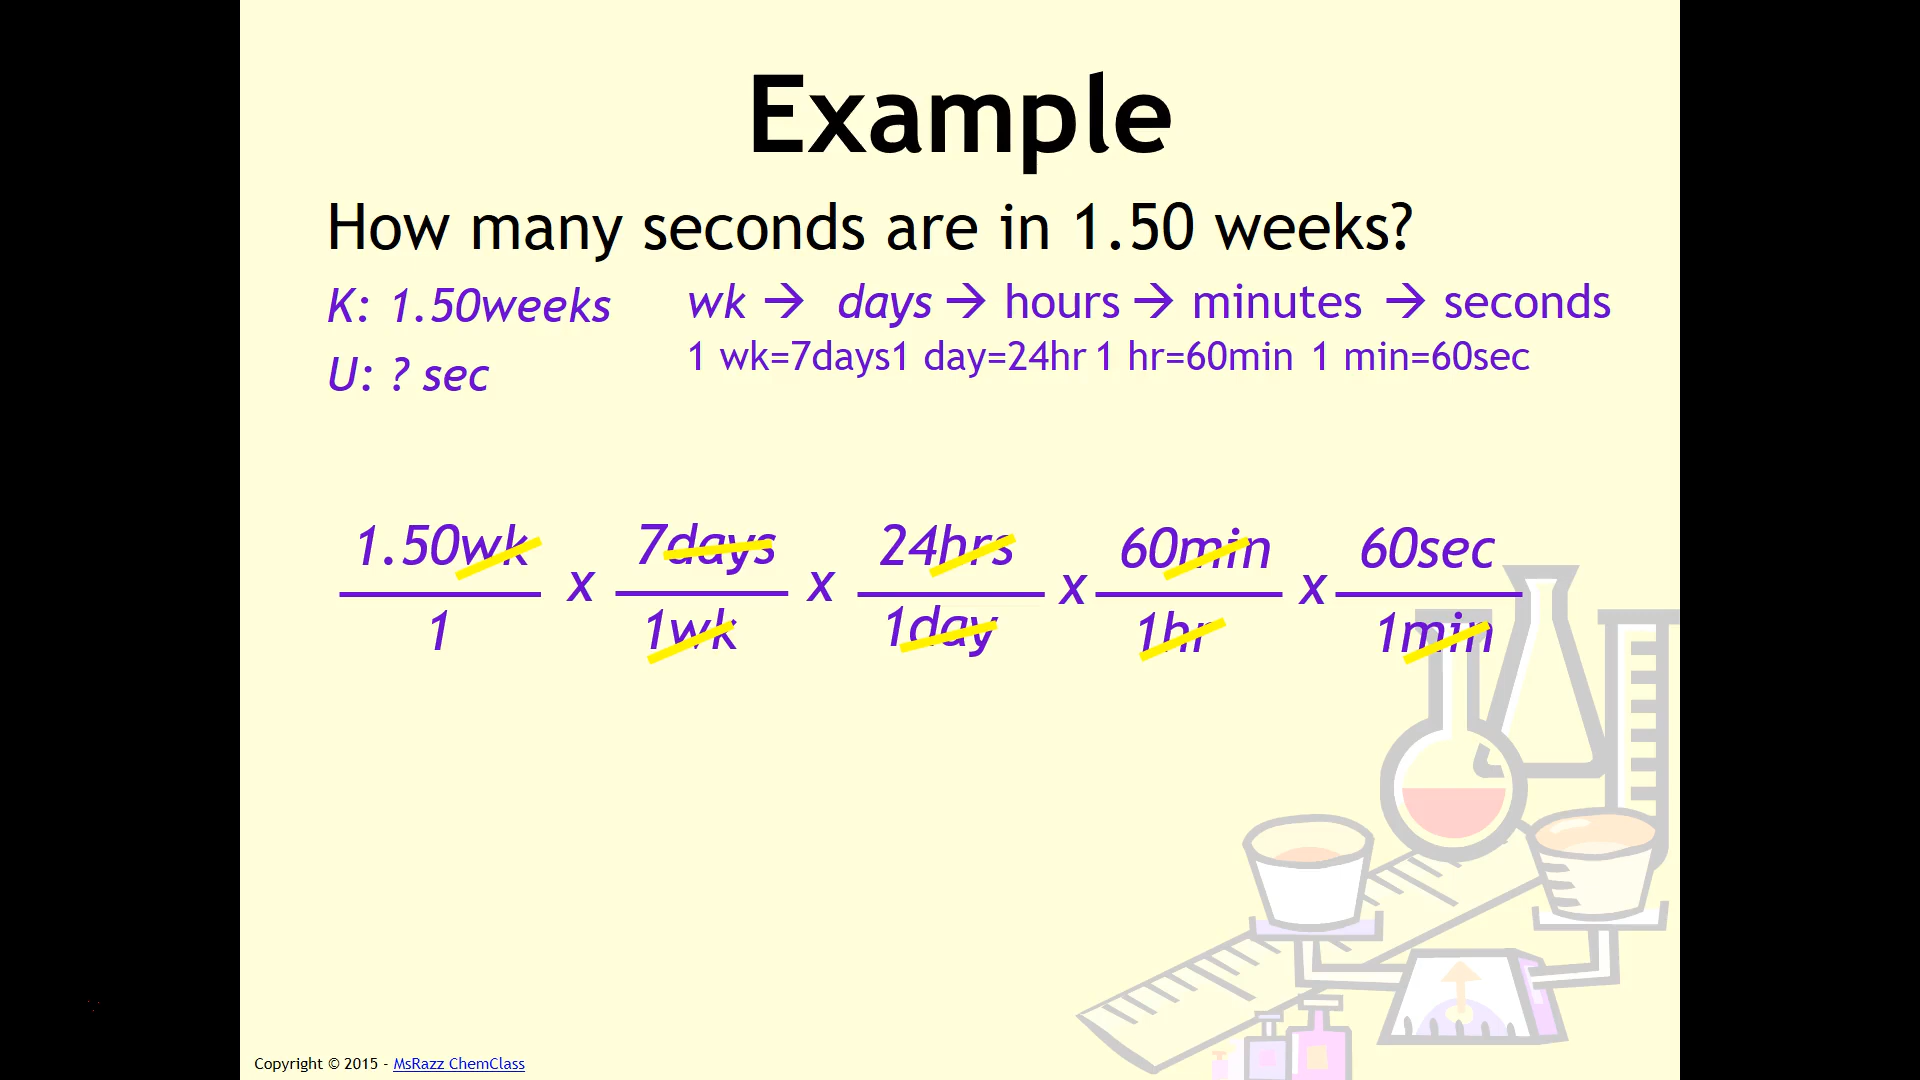 Example
How many seconds are in 1.50 weeks?
K: 1.50weeks
wk → days → hours → minutes → seconds
1 wk=7days1 day=24hr 1 hr=60min 1 min=60sec
U: ? sec
1.50wk 7days 24hrs 60min 60sec
x x x x
1 1wk 1day 1hr 1min
Copyright © 2015 - MsRazz ChemClass